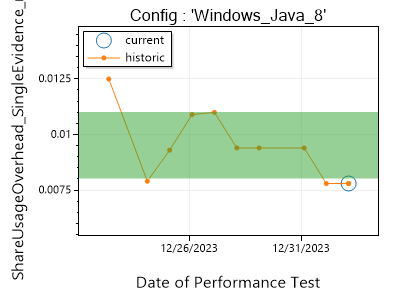 Config : 'Windows_Java_8'
current
historic
ShareUsageOverhead_SingleEvidence_
0.0125
0.01
0.0075
12/26/2023
12/31/2023
Date of Performance Test